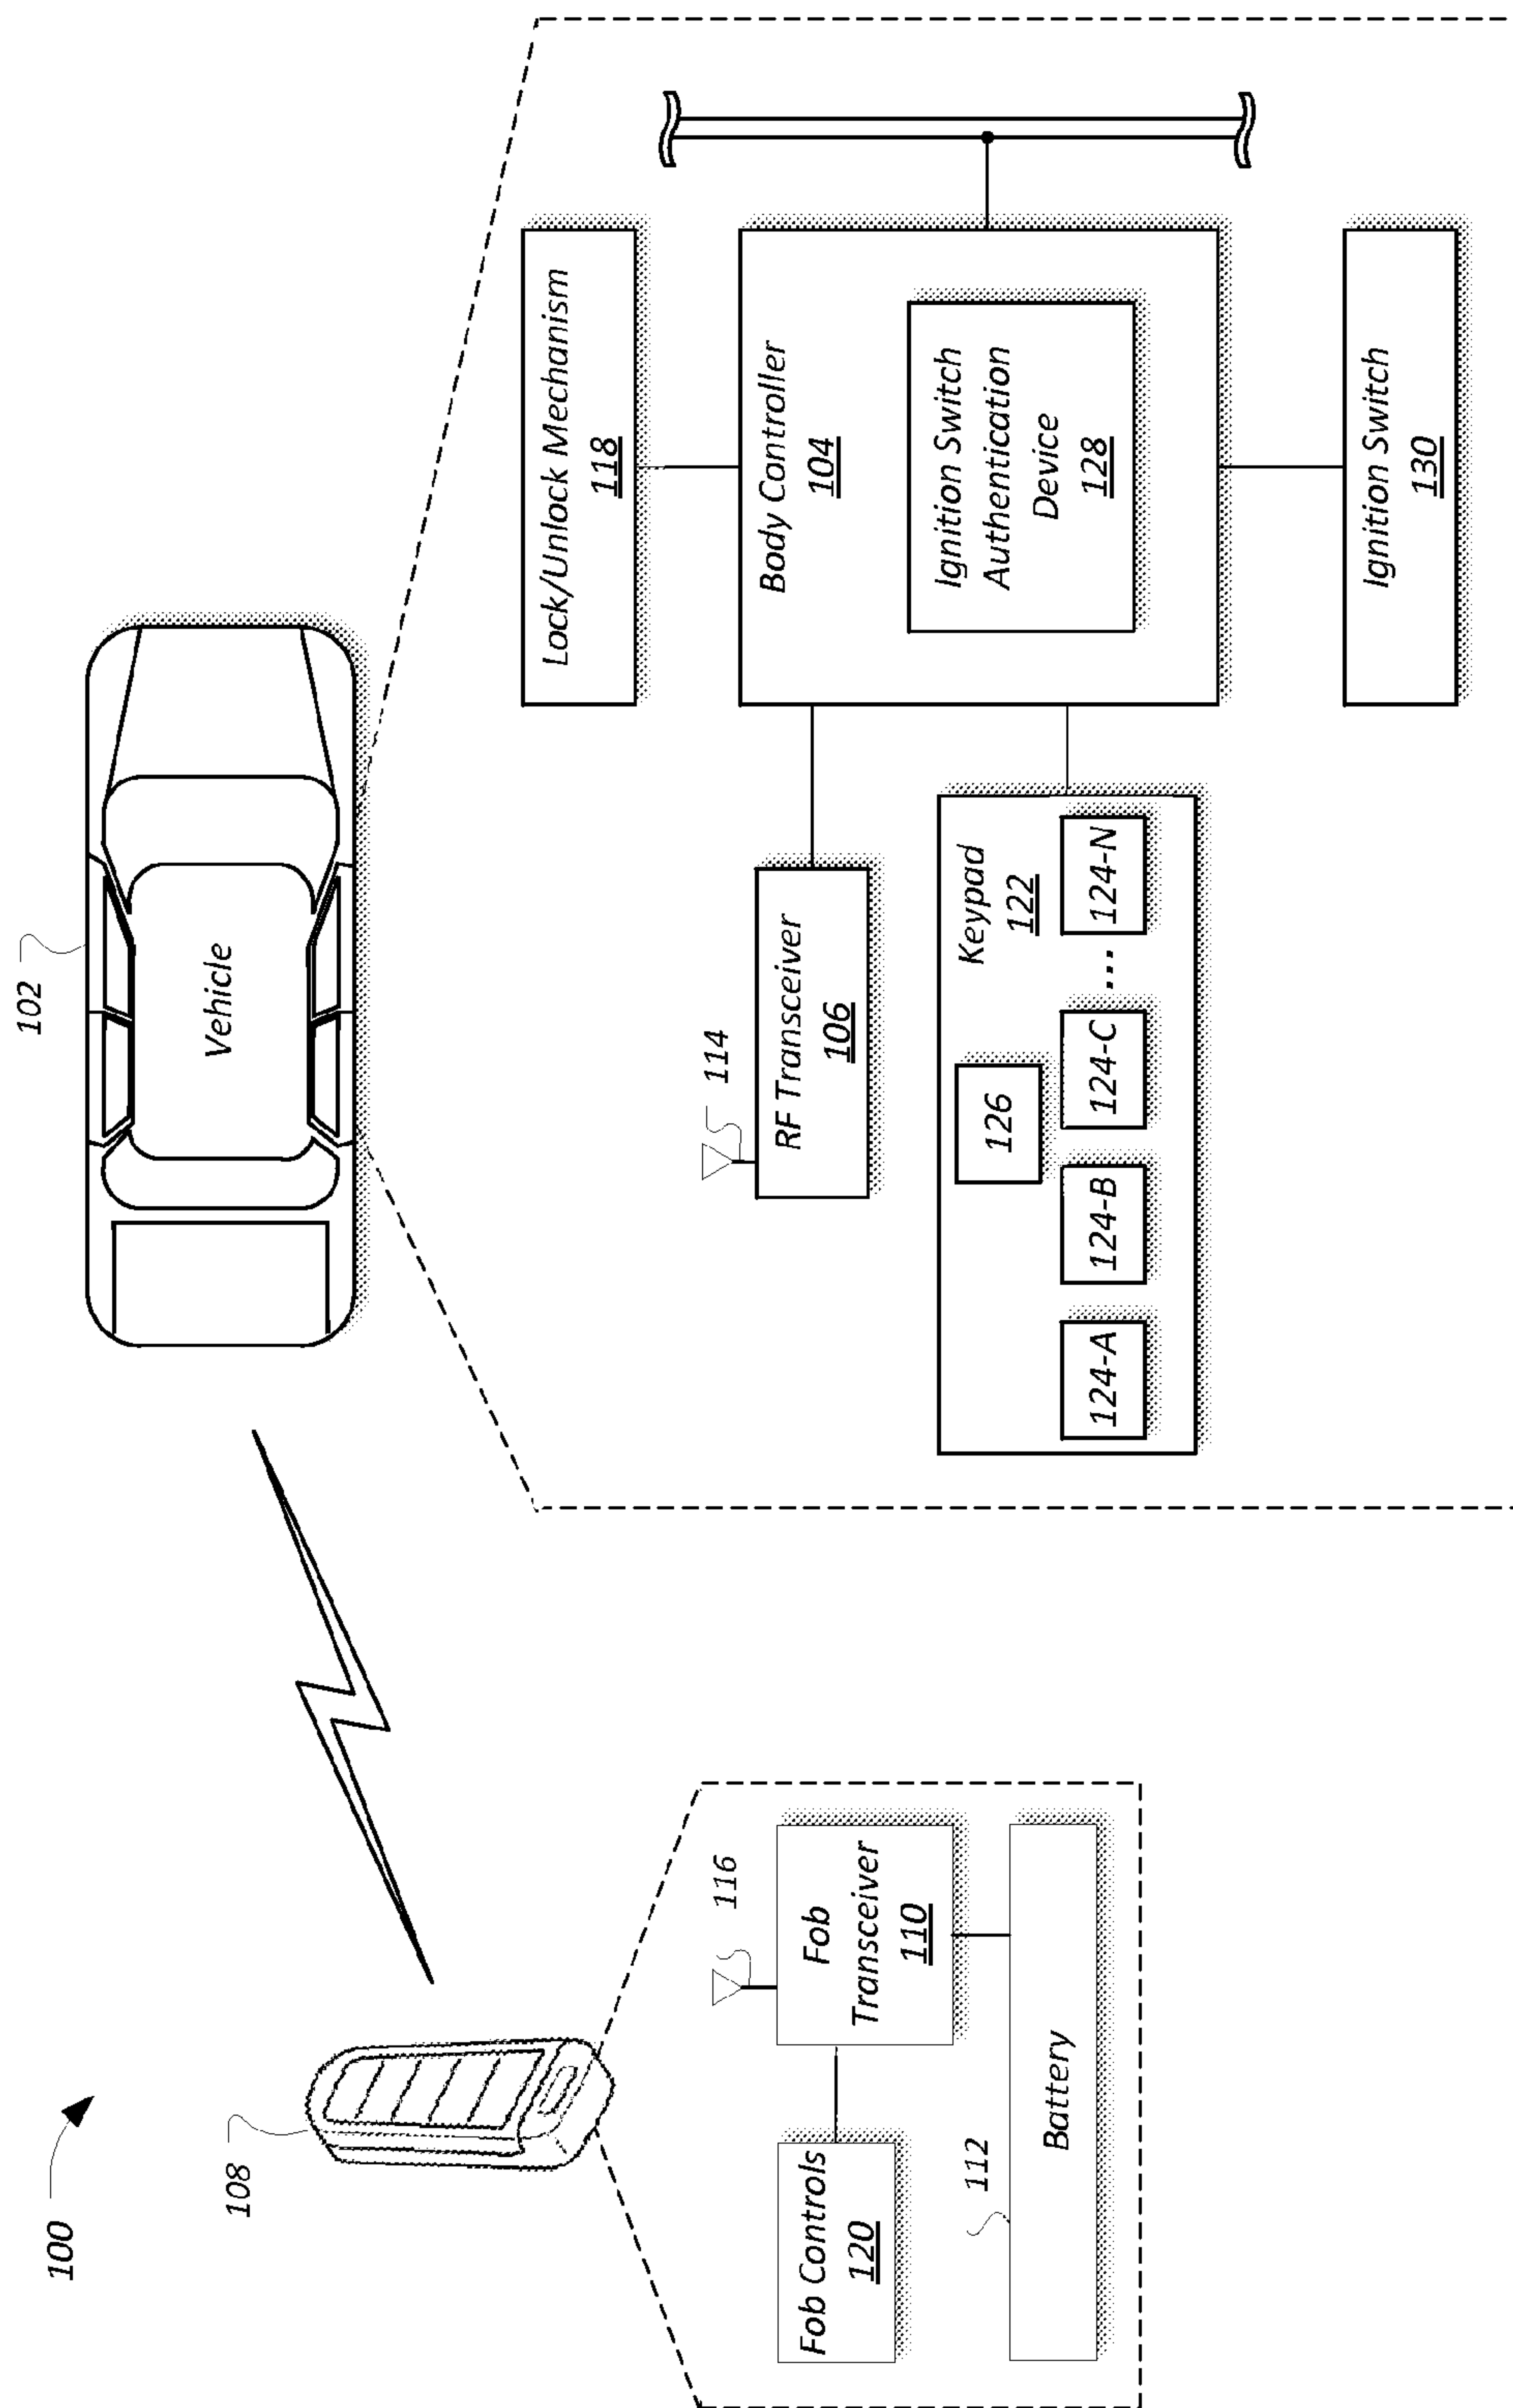 100
108
116
Fob
Transceiver
110
Fob Controls
120
112
Battery
102
Vehicle
114
RF Transceiver
106
Lock/Unlock Mechanism
118
Body Controller
104
Ignition Switch
Authentication
Device
128
Keypad
122
126
124-A 124-B 124-C ... 124-N
Ignition Switch
130